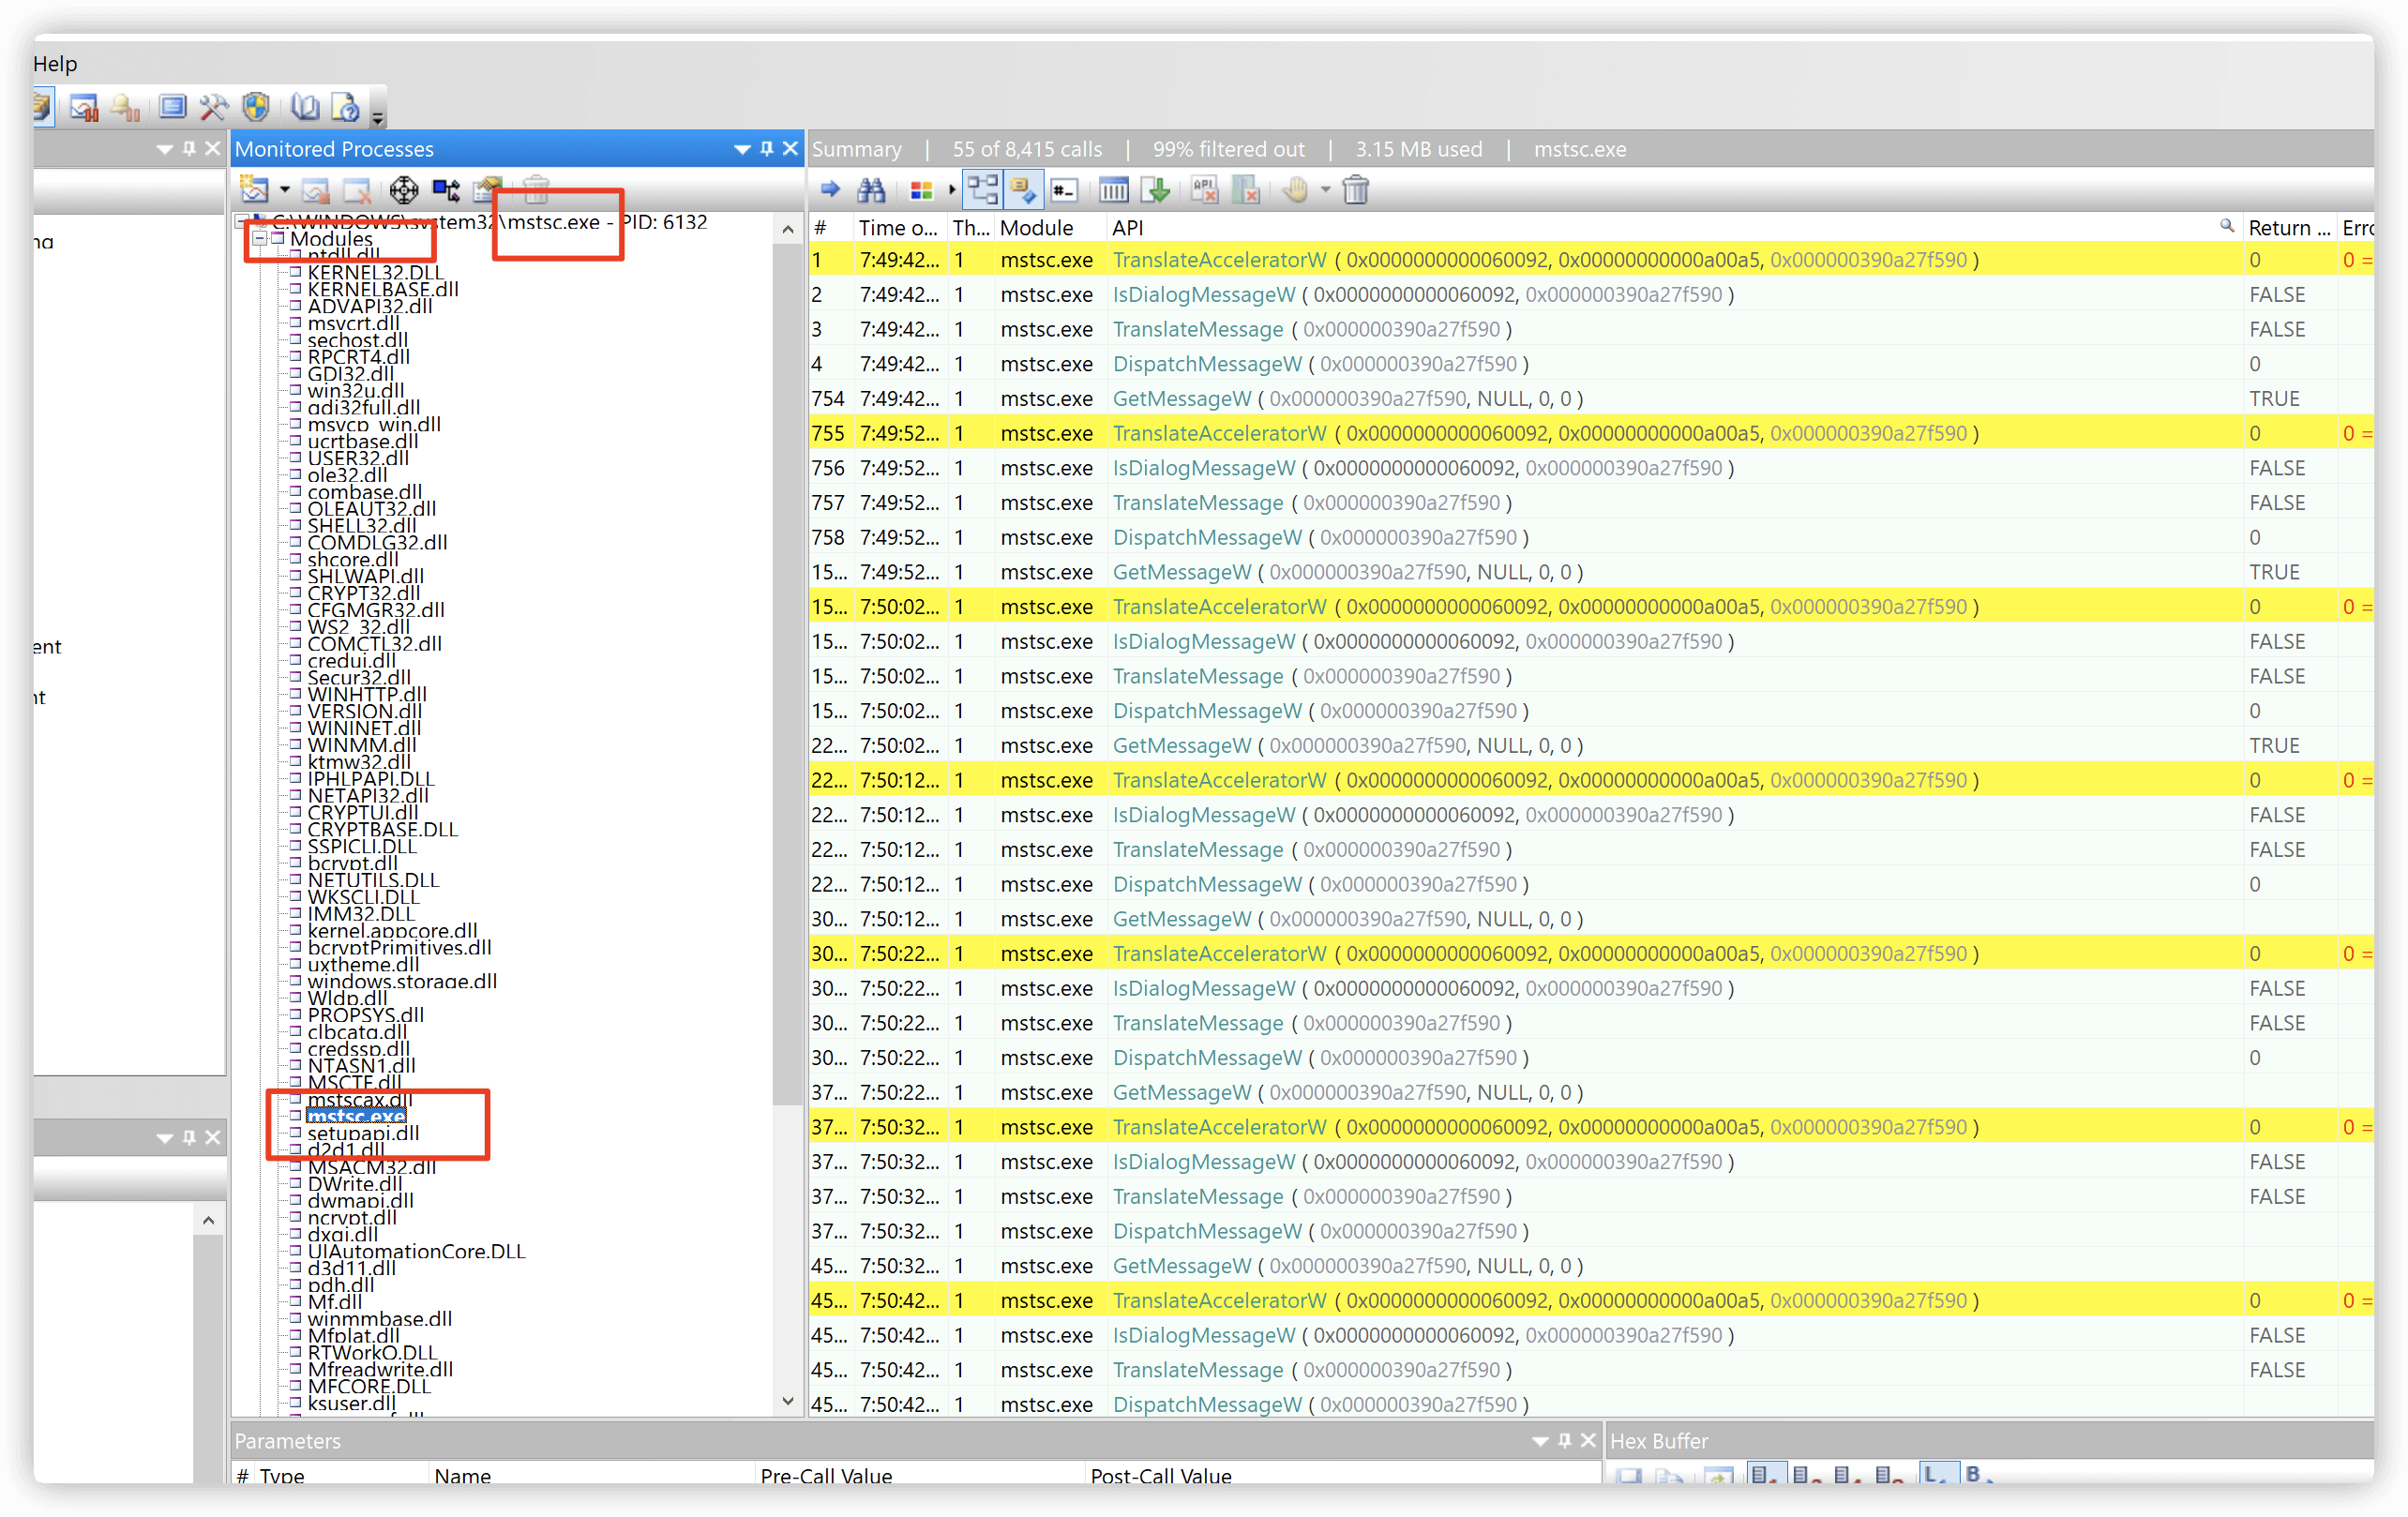 Help
Monitored Processes
Summary | 55 of 8,415 calls | 99% filtered out | 3.15 MB used | mstsc.exe
C:\WINDOWS\system32\mstsc.exe - PID: 6132
Modules
ntdll.dll
KERNEL32.DLL
KERNELBASE.dll
ADVAPI32.dll
msvcrt.dll
sechost.dll
RPCRT4.dll
GDI32.dll
win32u.dll
gdi32full.dll
msvcp_win.dll
ucrtbase.dll
USER32.dll
ole32.dll
combase.dll
OLEAUT32.dll
SHELL32.dll
COMDLG32.dll
shcore.dll
SHLWAPI.dll
CRYPT32.dll
CFGMGR32.dll
WS2_32.dll
COMCTL32.dll
credui.dll
Secur32.dll
WINHTTP.dll
VERSION.dll
WININET.dll
WINMM.dll
ktmw32.dll
IPHLPAPI.DLL
NETAPI32.dll
CRYPTUI.dll
CRYPTBASE.DLL
SSPICLI.DLL
bcrypt.dll
NETUTILS.DLL
WKSCLI.DLL
IMM32.DLL
kernel.appcore.dll
bcryptPrimitives.dll
uxtheme.dll
windows.storage.dll
Wldp.dll
PROPSYS.dll
clbcatq.dll
credssp.dll
NTASN1.dll
MSCTF.dll
mstscax.dll
mstsc.exe
setupapi.dll
d2d1.dll
MSACM32.dll
DWrite.dll
dwmapi.dll
ncrypt.dll
dxgi.dll
UIAutomationCore.DLL
d3d11.dll
pdh.dll
Mf.dll
winmmbase.dll
Mfplat.dll
RTWorkQ.DLL
Mfreadwrite.dll
MFCORE.DLL
ksuser.dll
ent
nt
# Time o... Th... Module API Return ... Erro
1 7:49:42... 1 mstsc.exe TranslateAcceleratorW ( 0x0000000000060092, 0x00000000000a00a5, 0x000000390a27f590 ) 0 0 =
2 7:49:42... 1 mstsc.exe IsDialogMessageW ( 0x0000000000060092, 0x000000390a27f590 ) FALSE
3 7:49:42... 1 mstsc.exe TranslateMessage ( 0x000000390a27f590 ) FALSE
4 7:49:42... 1 mstsc.exe DispatchMessageW ( 0x000000390a27f590 ) 0
754 7:49:42... 1 mstsc.exe GetMessageW ( 0x000000390a27f590, NULL, 0, 0 ) TRUE
755 7:49:52... 1 mstsc.exe TranslateAcceleratorW ( 0x0000000000060092, 0x00000000000a00a5, 0x000000390a27f590 ) 0 0 =
756 7:49:52... 1 mstsc.exe IsDialogMessageW ( 0x0000000000060092, 0x000000390a27f590 ) FALSE
757 7:49:52... 1 mstsc.exe TranslateMessage ( 0x000000390a27f590 ) FALSE
758 7:49:52... 1 mstsc.exe DispatchMessageW ( 0x000000390a27f590 ) 0
15... 7:49:52... 1 mstsc.exe GetMessageW ( 0x000000390a27f590, NULL, 0, 0 ) TRUE
15... 7:50:02... 1 mstsc.exe TranslateAcceleratorW ( 0x0000000000060092, 0x00000000000a00a5, 0x000000390a27f590 ) 0 0 =
15... 7:50:02... 1 mstsc.exe IsDialogMessageW ( 0x0000000000060092, 0x000000390a27f590 ) FALSE
15... 7:50:02... 1 mstsc.exe TranslateMessage ( 0x000000390a27f590 ) FALSE
15... 7:50:02... 1 mstsc.exe DispatchMessageW ( 0x000000390a27f590 ) 0
22... 7:50:02... 1 mstsc.exe GetMessageW ( 0x000000390a27f590, NULL, 0, 0 ) TRUE
22... 7:50:12... 1 mstsc.exe TranslateAcceleratorW ( 0x0000000000060092, 0x00000000000a00a5, 0x000000390a27f590 ) 0 0 =
22... 7:50:12... 1 mstsc.exe IsDialogMessageW ( 0x0000000000060092, 0x000000390a27f590 ) FALSE
22... 7:50:12... 1 mstsc.exe TranslateMessage ( 0x000000390a27f590 ) FALSE
22... 7:50:12... 1 mstsc.exe DispatchMessageW ( 0x000000390a27f590 ) 0
30... 7:50:12... 1 mstsc.exe GetMessageW ( 0x000000390a27f590, NULL, 0, 0 )
30... 7:50:22... 1 mstsc.exe TranslateAcceleratorW ( 0x0000000000060092, 0x00000000000a00a5, 0x000000390a27f590 ) 0 0 =
30... 7:50:22... 1 mstsc.exe IsDialogMessageW ( 0x0000000000060092, 0x000000390a27f590 ) FALSE
30... 7:50:22... 1 mstsc.exe TranslateMessage ( 0x000000390a27f590 ) FALSE
30... 7:50:22... 1 mstsc.exe DispatchMessageW ( 0x000000390a27f590 ) 0
37... 7:50:22... 1 mstsc.exe GetMessageW ( 0x000000390a27f590, NULL, 0, 0 )
37... 7:50:32... 1 mstsc.exe TranslateAcceleratorW ( 0x0000000000060092, 0x00000000000a00a5, 0x000000390a27f590 ) 0 0 =
37... 7:50:32... 1 mstsc.exe IsDialogMessageW ( 0x0000000000060092, 0x000000390a27f590 ) FALSE
37... 7:50:32... 1 mstsc.exe TranslateMessage ( 0x000000390a27f590 ) FALSE
37... 7:50:32... 1 mstsc.exe DispatchMessageW ( 0x000000390a27f590 )
45... 7:50:32... 1 mstsc.exe GetMessageW ( 0x000000390a27f590, NULL, 0, 0 )
45... 7:50:42... 1 mstsc.exe TranslateAcceleratorW ( 0x0000000000060092, 0x00000000000a00a5, 0x000000390a27f590 ) 0 0 =
45... 7:50:42... 1 mstsc.exe IsDialogMessageW ( 0x0000000000060092, 0x000000390a27f590 ) FALSE
45... 7:50:42... 1 mstsc.exe TranslateMessage ( 0x000000390a27f590 ) FALSE
45... 7:50:42... 1 mstsc.exe DispatchMessageW ( 0x000000390a27f590 )
Parameters
Hex Buffer
# Type Name Pre-Call Value Post-Call Value